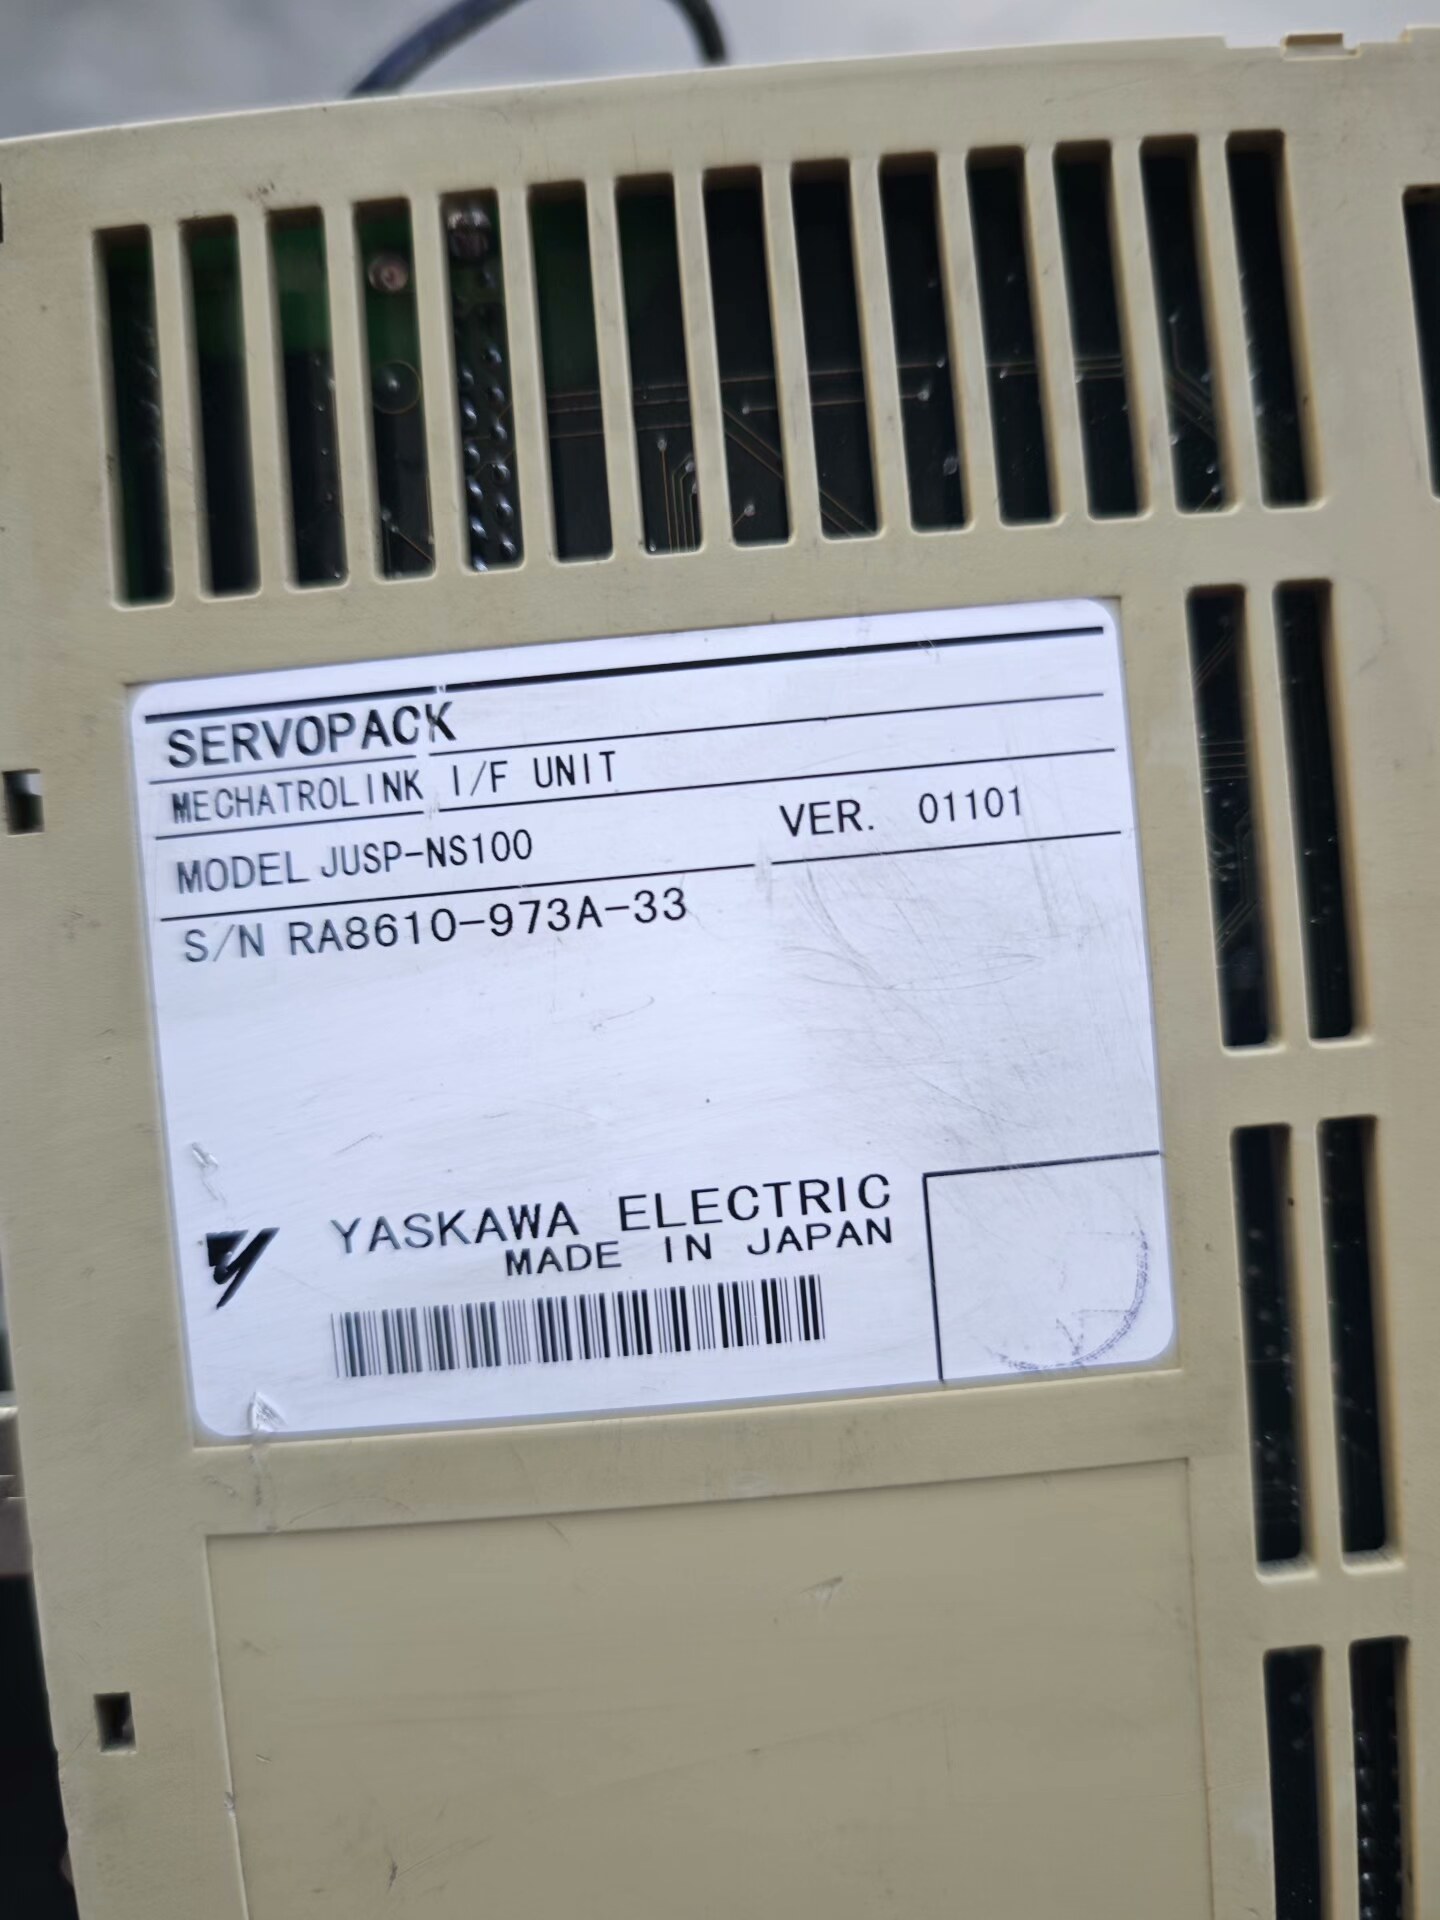 SERVOPACK
MECHATROLINK I/F UNIT
MODEL JUSP-NS100 VER. 01101
S/N RA8610-973A-33
YASKAWA ELECTRIC
MADE IN JAPAN